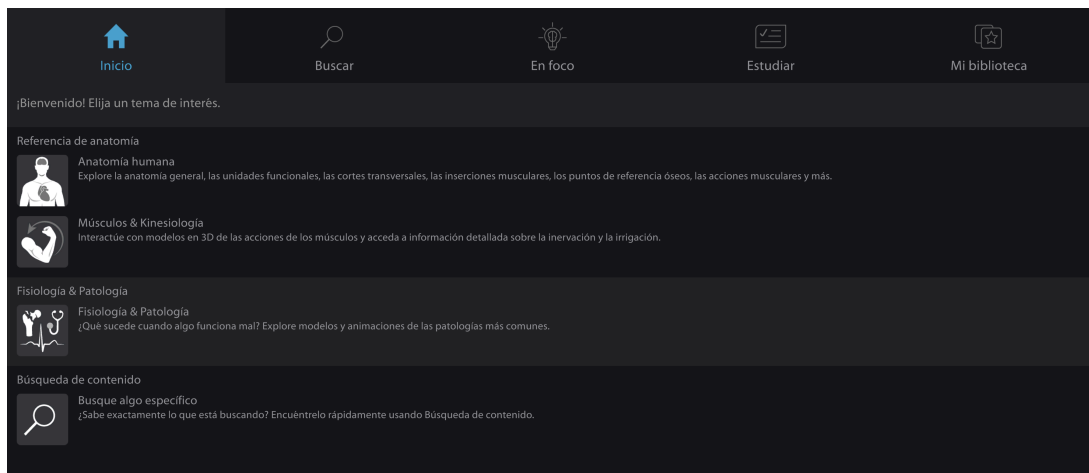 Inicio
Buscar
En foco
Estudiar
Mi biblioteca
¡Bienvenido! Elija un tema de interés.
Referencia de anatomía
Anatomía humana
Explore la anatomía general, las unidades funcionales, las cortes transversales, las inserciones musculares, los puntos de referencia óseos, las acciones musculares y más.
Músculos & Kinesiología
Interactúe con modelos en 3D de las acciones de los músculos y acceda a información detallada sobre la inervación y la irrigación.
Fisiología & Patología
Fisiología & Patología
¿Qué sucede cuando algo funciona mal? Explore modelos y animaciones de las patologías más comunes.
Búsqueda de contenido
Busque algo específico
¿Sabe exactamente lo que está buscando? Encuéntrelo rápidamente usando Búsqueda de contenido.